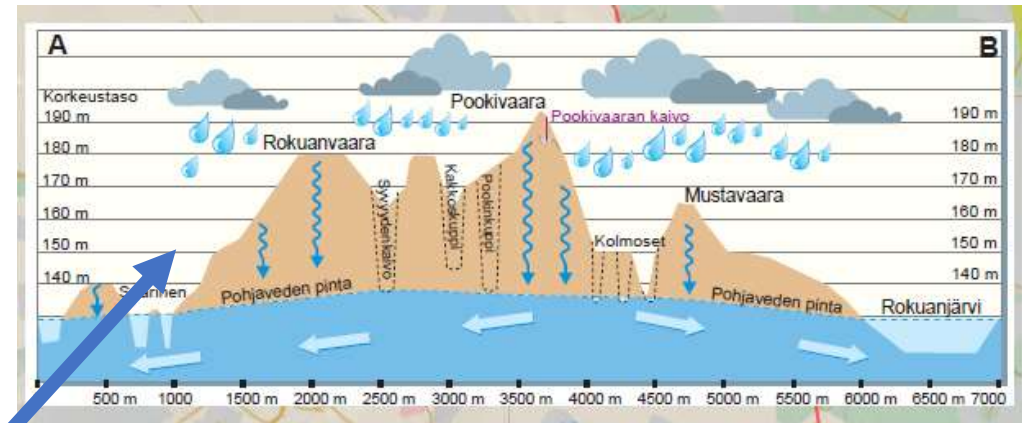 A
B
Korkeustaso
190 m
180 m
170 m
160 m
150 m
140 m
Rokuanvaara
Pookivaara
Pookivaaran kaivo
Mustavaara
Syvyydenkaivo
Kakkoskuppi
Pookinkuppi
Kolmoset
190 m
180 m
170 m
160 m
150 m
140 m
Pohjaveden pinta
Pohjaveden pinta
Rokuanjärvi
500 m
1000
1500 m
2000 m
2500 m
3000 m
3500 m
4000 m
4500 m
5000 m
5500 m
6000 m
6500 m
7000